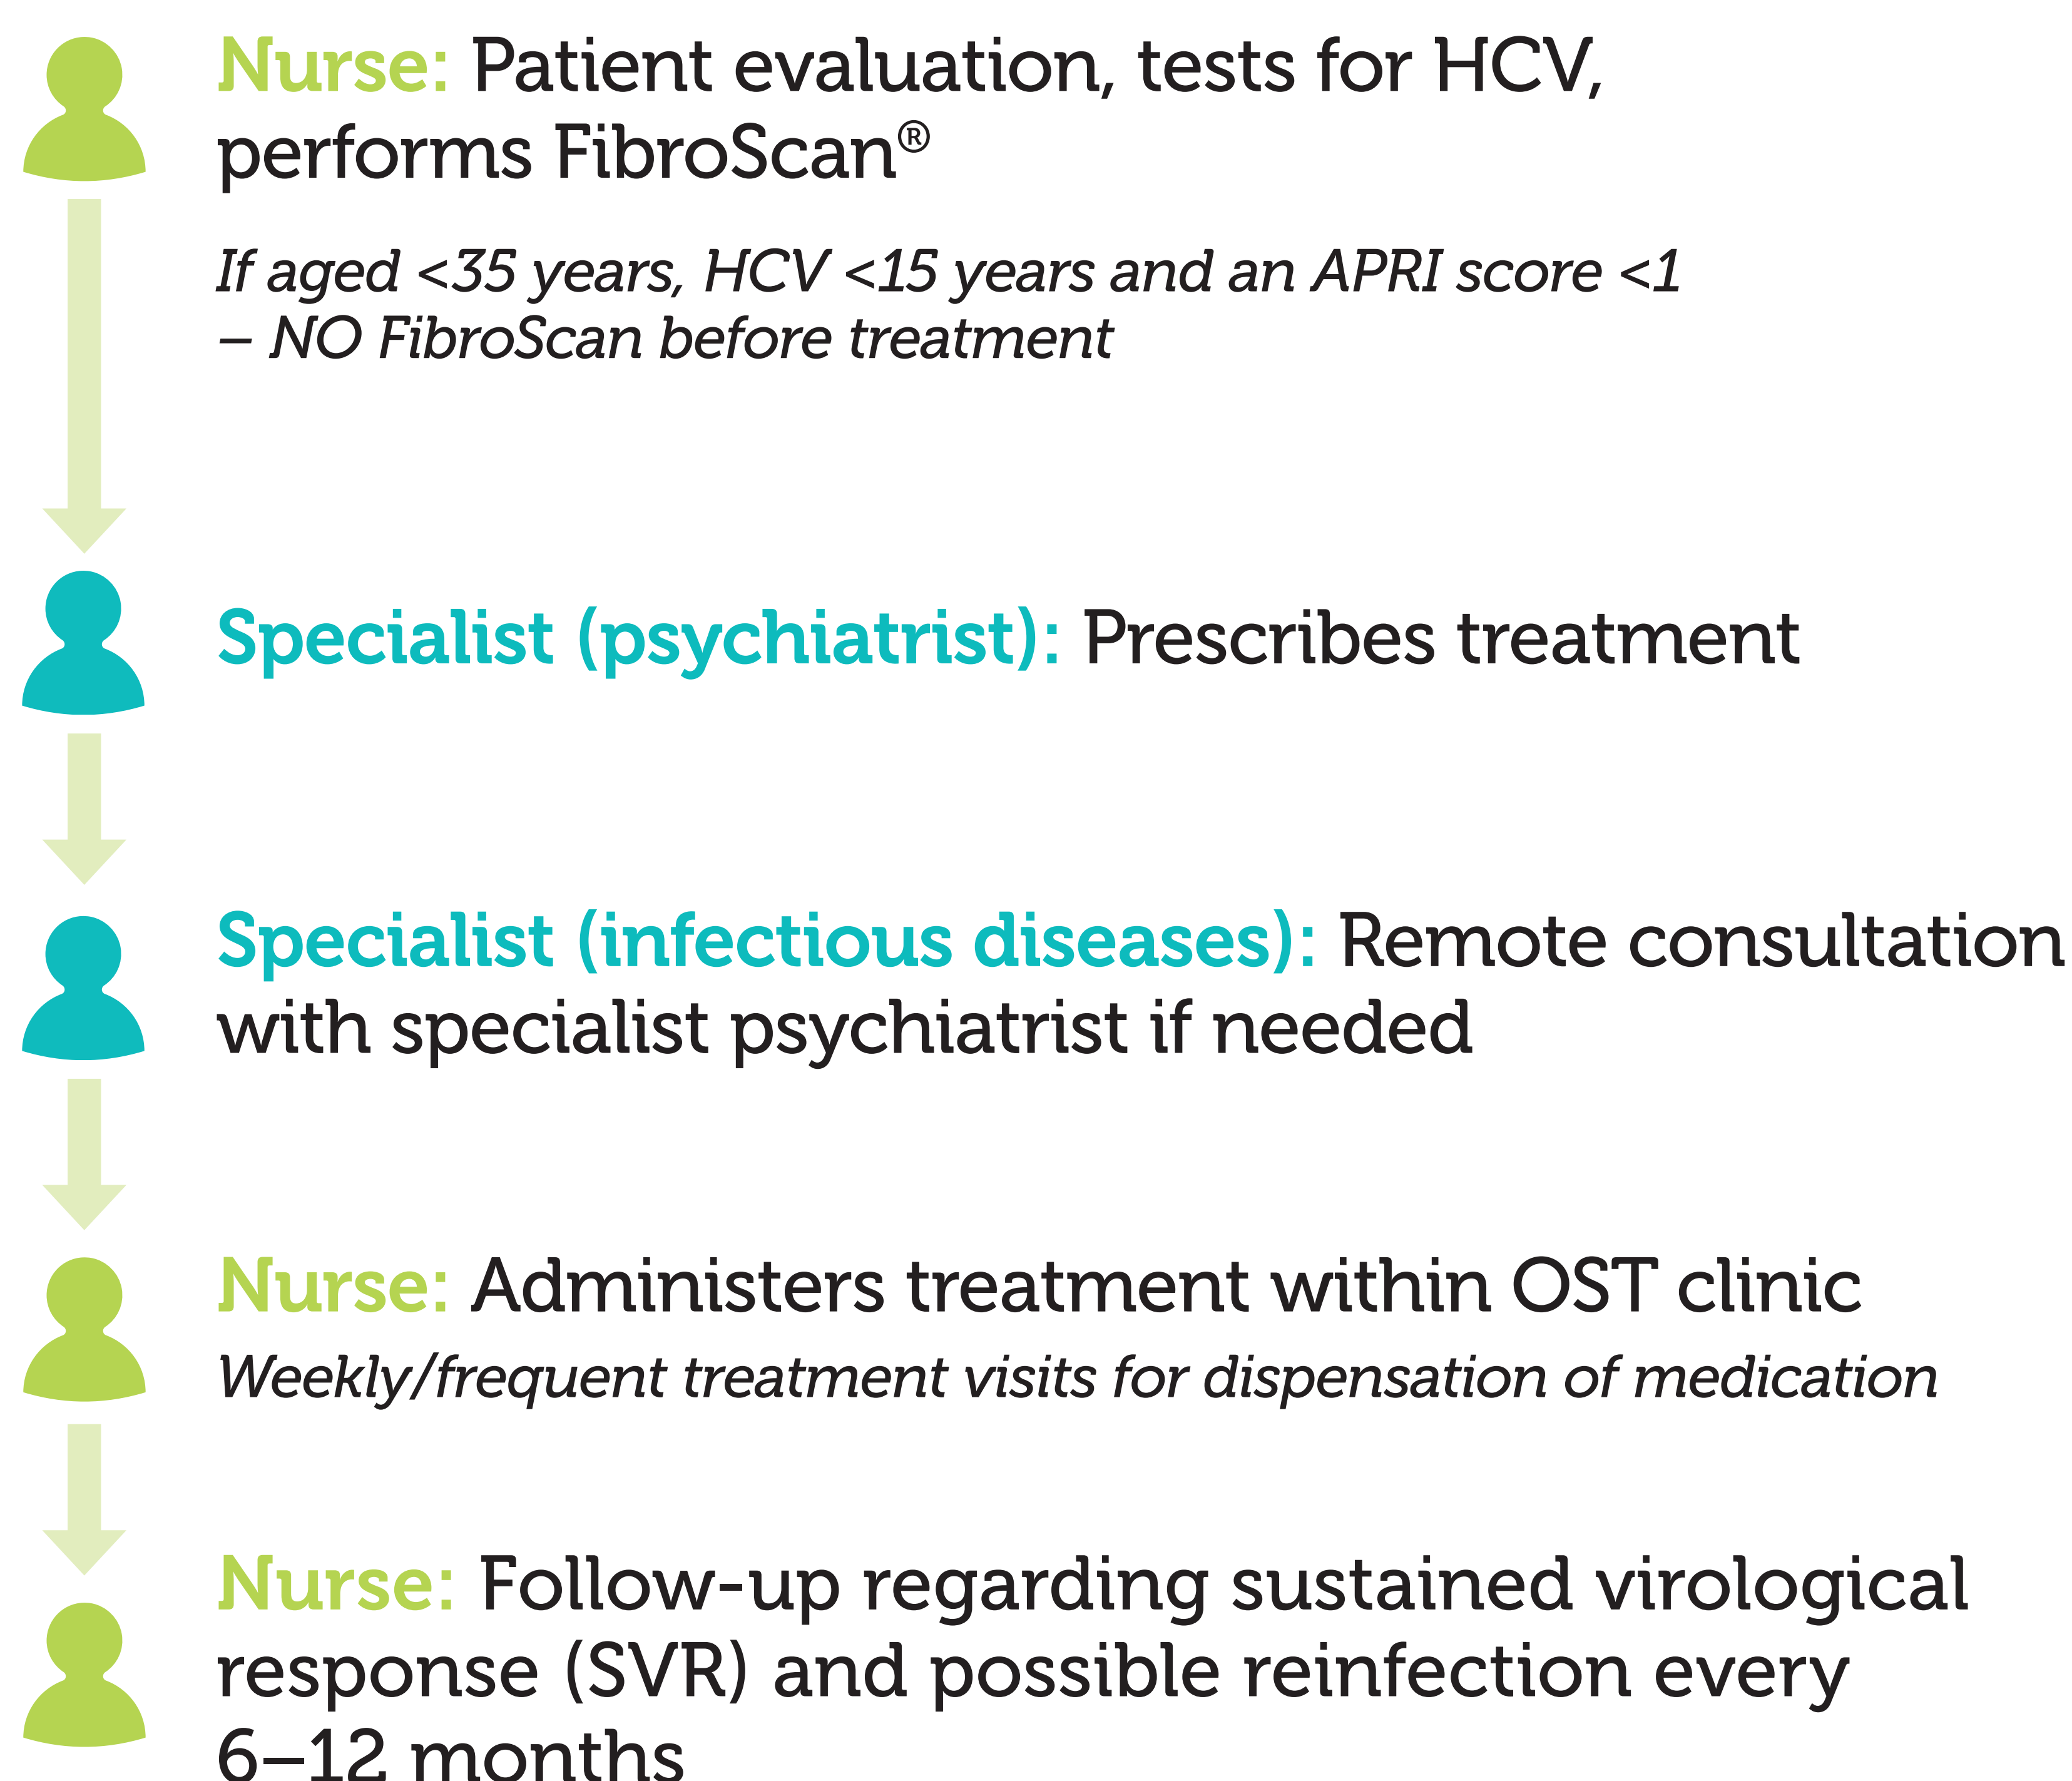 Nurse: Patient evaluation, tests for HCV,
performs FibroScan®
If aged <35 years, HCV <15 years and an APRI score <1
– NO FibroScan before treatment
Specialist (psychiatrist): Prescribes treatment
Specialist (infectious diseases): Remote consultation
with specialist psychiatrist if needed
Nurse: Administers treatment within OST clinic
Weekly/frequent treatment visits for dispensation of medication
Nurse: Follow-up regarding sustained virological
response (SVR) and possible reinfection every
6–12 months